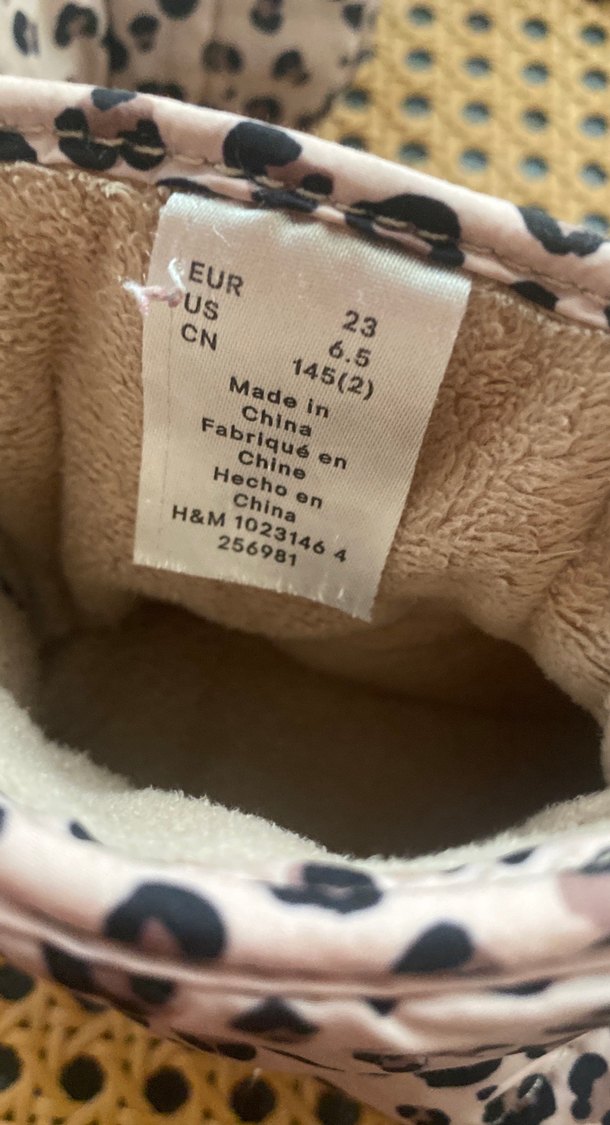 EUR 23
US 6.5
CN 145(2)
Made in
China
Fabriqué en
Chine
Hecho en
China
H&M 1023146 4
256981